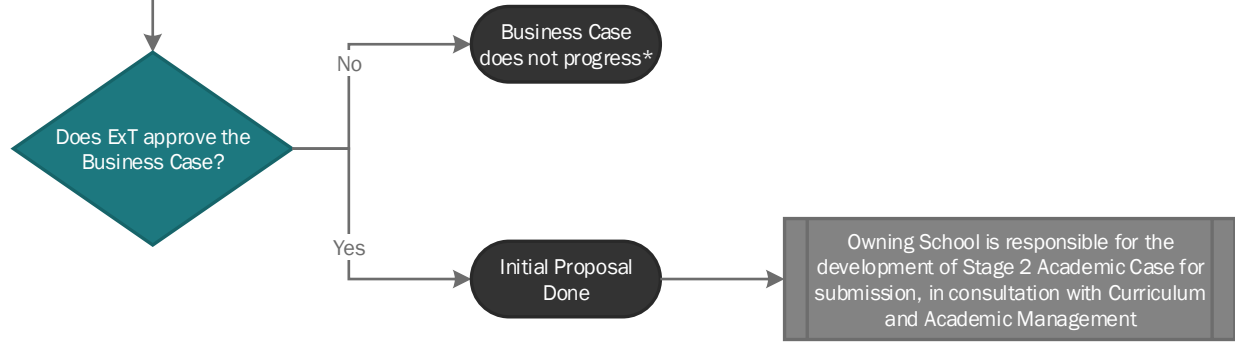 Business Case
does not progress*
No
Does ExT approve the
Business Case?
Yes
Initial Proposal
Done
Owning School is responsible for the
development of Stage 2 Academic Case for
submission, in consultation with Curriculum
and Academic Management